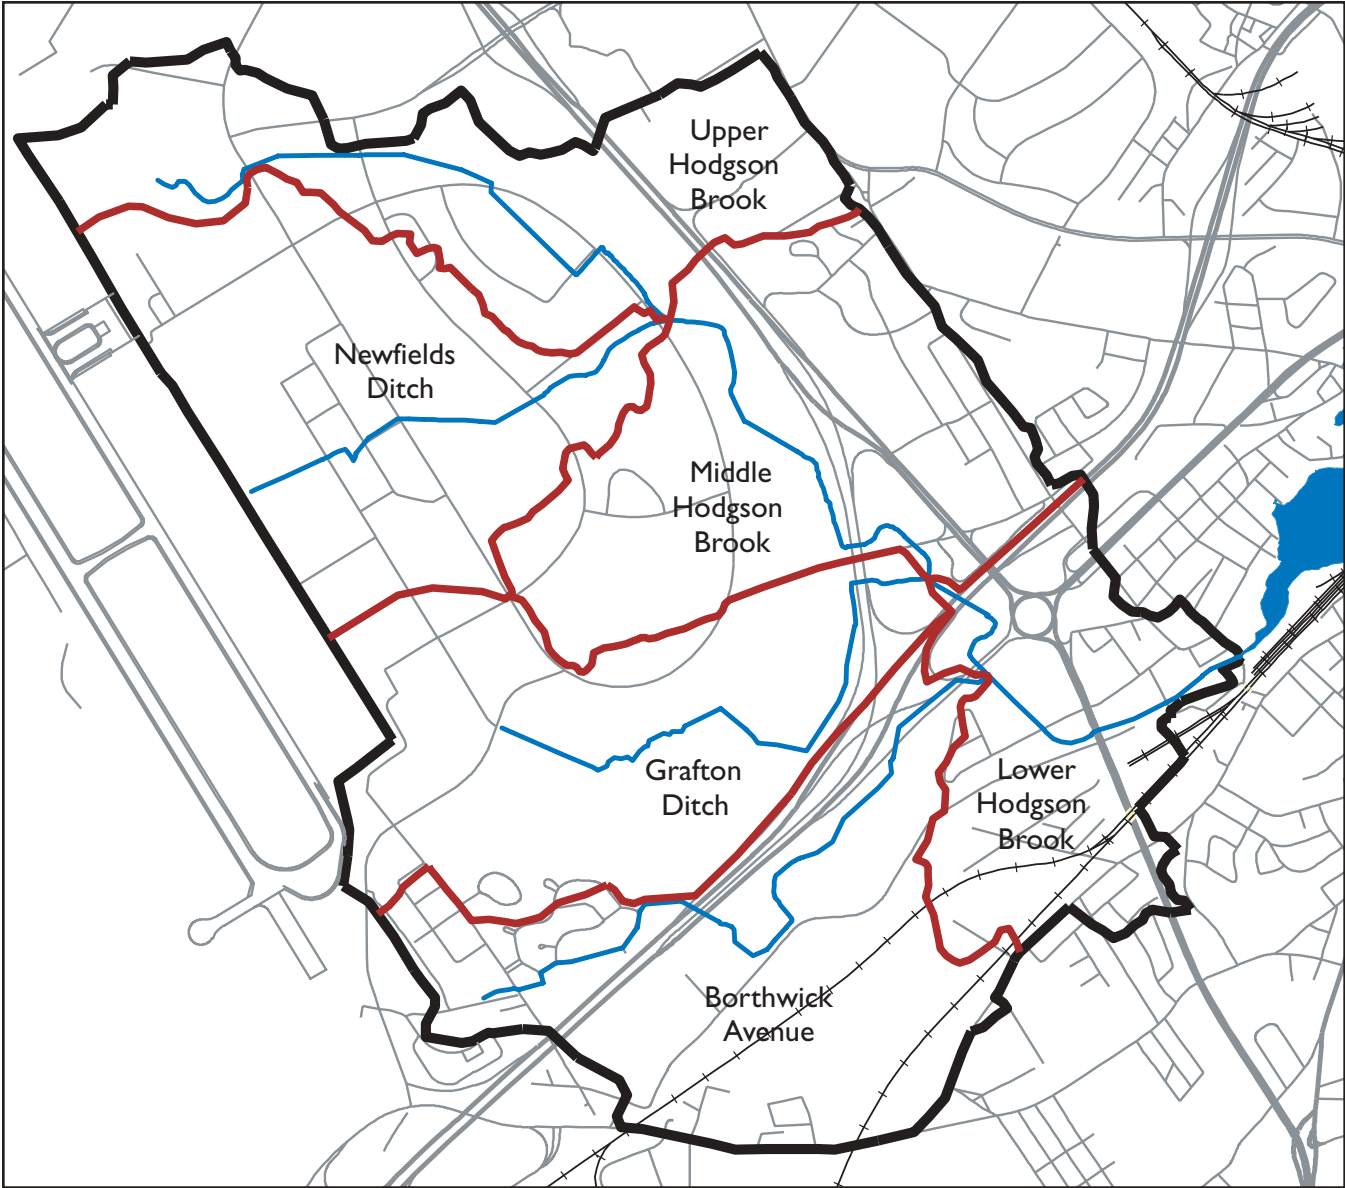 Upper
Hodgson
Brook
Newfields
Ditch
Middle
Hodgson
Brook
Grafton
Ditch
Lower
Hodgson
Brook
Borthwick
Avenue